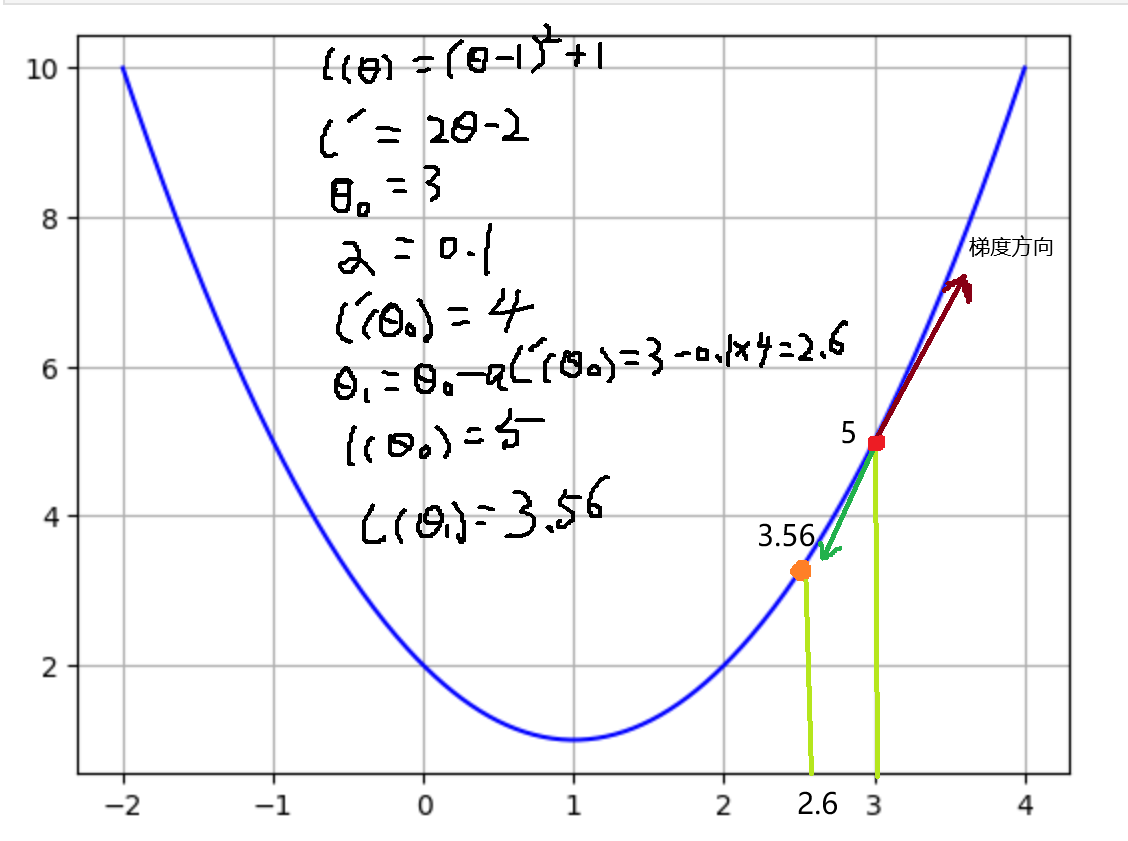 l(θ) = (θ-1)²+1
l′ = 2θ-2
θ₀ = 3
2 = 0.1
l′(θ₀) = 4
θ₁ = θ₀-al′(θ₀)=3-0.1×4=2.6
l(θ₀)=5
l(θ₁)=3.56
梯度方向
5
3.56
10
8
6
4
2
-2 -1 0 1 2 2.6 3 4